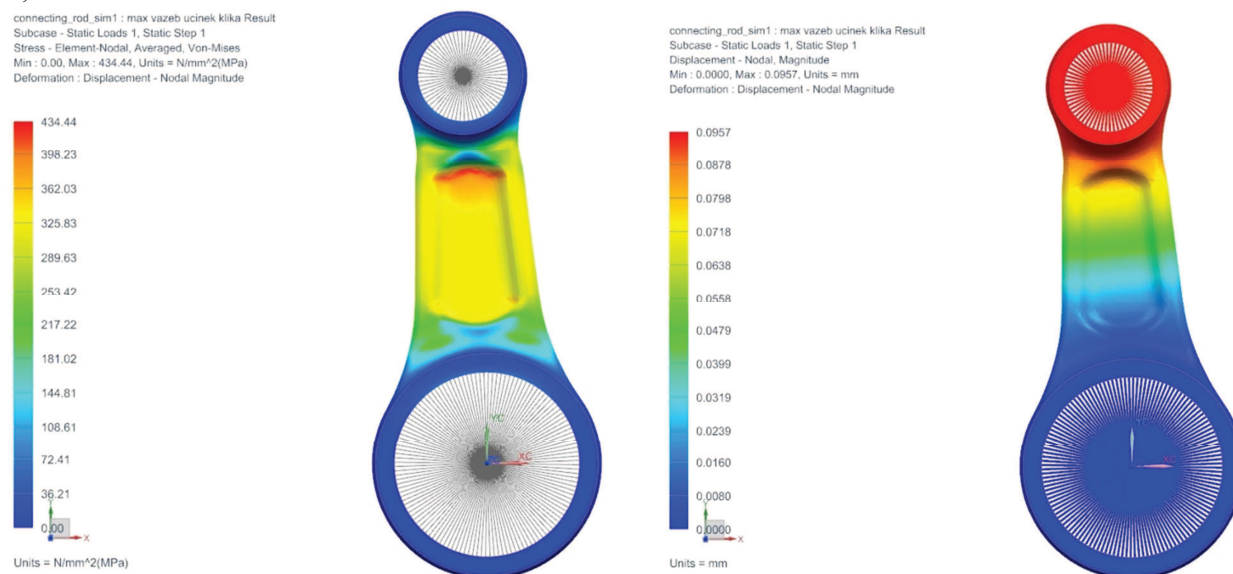 connecting_rod_sim1 : max vazeb ucinek klika Result
Subcase - Static Loads 1, Static Step 1
Stress - Element-Nodal, Averaged, Von-Mises
Min : 0.00, Max : 434.44, Units = N/mm^2(MPa)
Deformation : Displacement - Nodal Magnitude
434.44
398.23
362.03
325.83
289.63
253.42
217.22
181.02
144.81
108.61
72.41
36.21
0.00
Y
X
YC
XC
Units = N/mm^2(MPa)
connecting_rod_sim1 : max vazeb ucinek klika Result
Subcase - Static Loads 1, Static Step 1
Displacement - Nodal, Magnitude
Min : 0.0000, Max : 0.0957, Units = mm
Deformation : Displacement - Nodal Magnitude
0.0957
0.0878
0.0798
0.0718
0.0638
0.0558
0.0479
0.0399
0.0319
0.0239
0.0160
0.0080
0.0000
Y
X
YC
XC
Units = mm